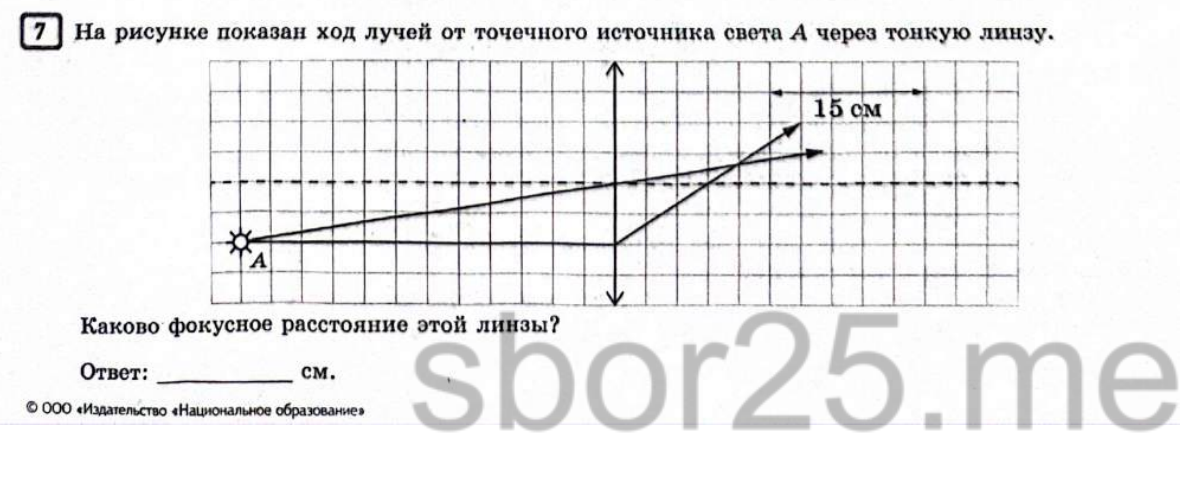 7 На рисунке показан ход лучей от точечного источника света А через тонкую линзу.
15 см
А
Каково фокусное расстояние этой линзы?
Ответ: ____________ см.
© ООО «Издательство «Национальное образование»
sbor25.me